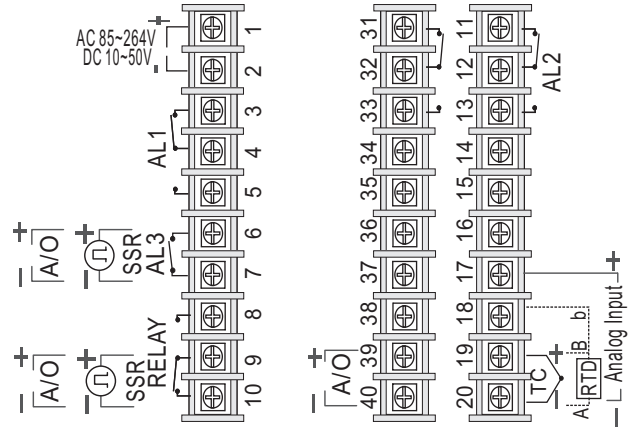 AC 85~264V
DC 10~50V
+
-
1
2
3
4
5
6
7
8
9
10
AL1
+
−
A/O
+
−
SSR
AL3
+
−
A/O
+
−
SSR
RELAY
31
32
33
34
35
36
37
38
39
40
+
−
A/O
11
12
13
14
15
16
17
18
19
20
AL2
TC
+
−
A
B
b
RTD
+
− Analog Input